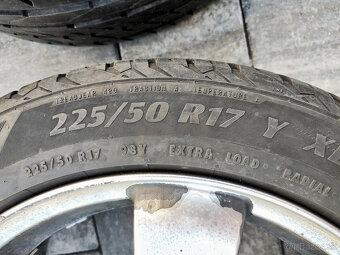 TREADWEAR 420 TRACTION A TEMPERATURE A
225/50 R17 Y XL
225/50 R17 98Y EXTRA LOAD RADIAL